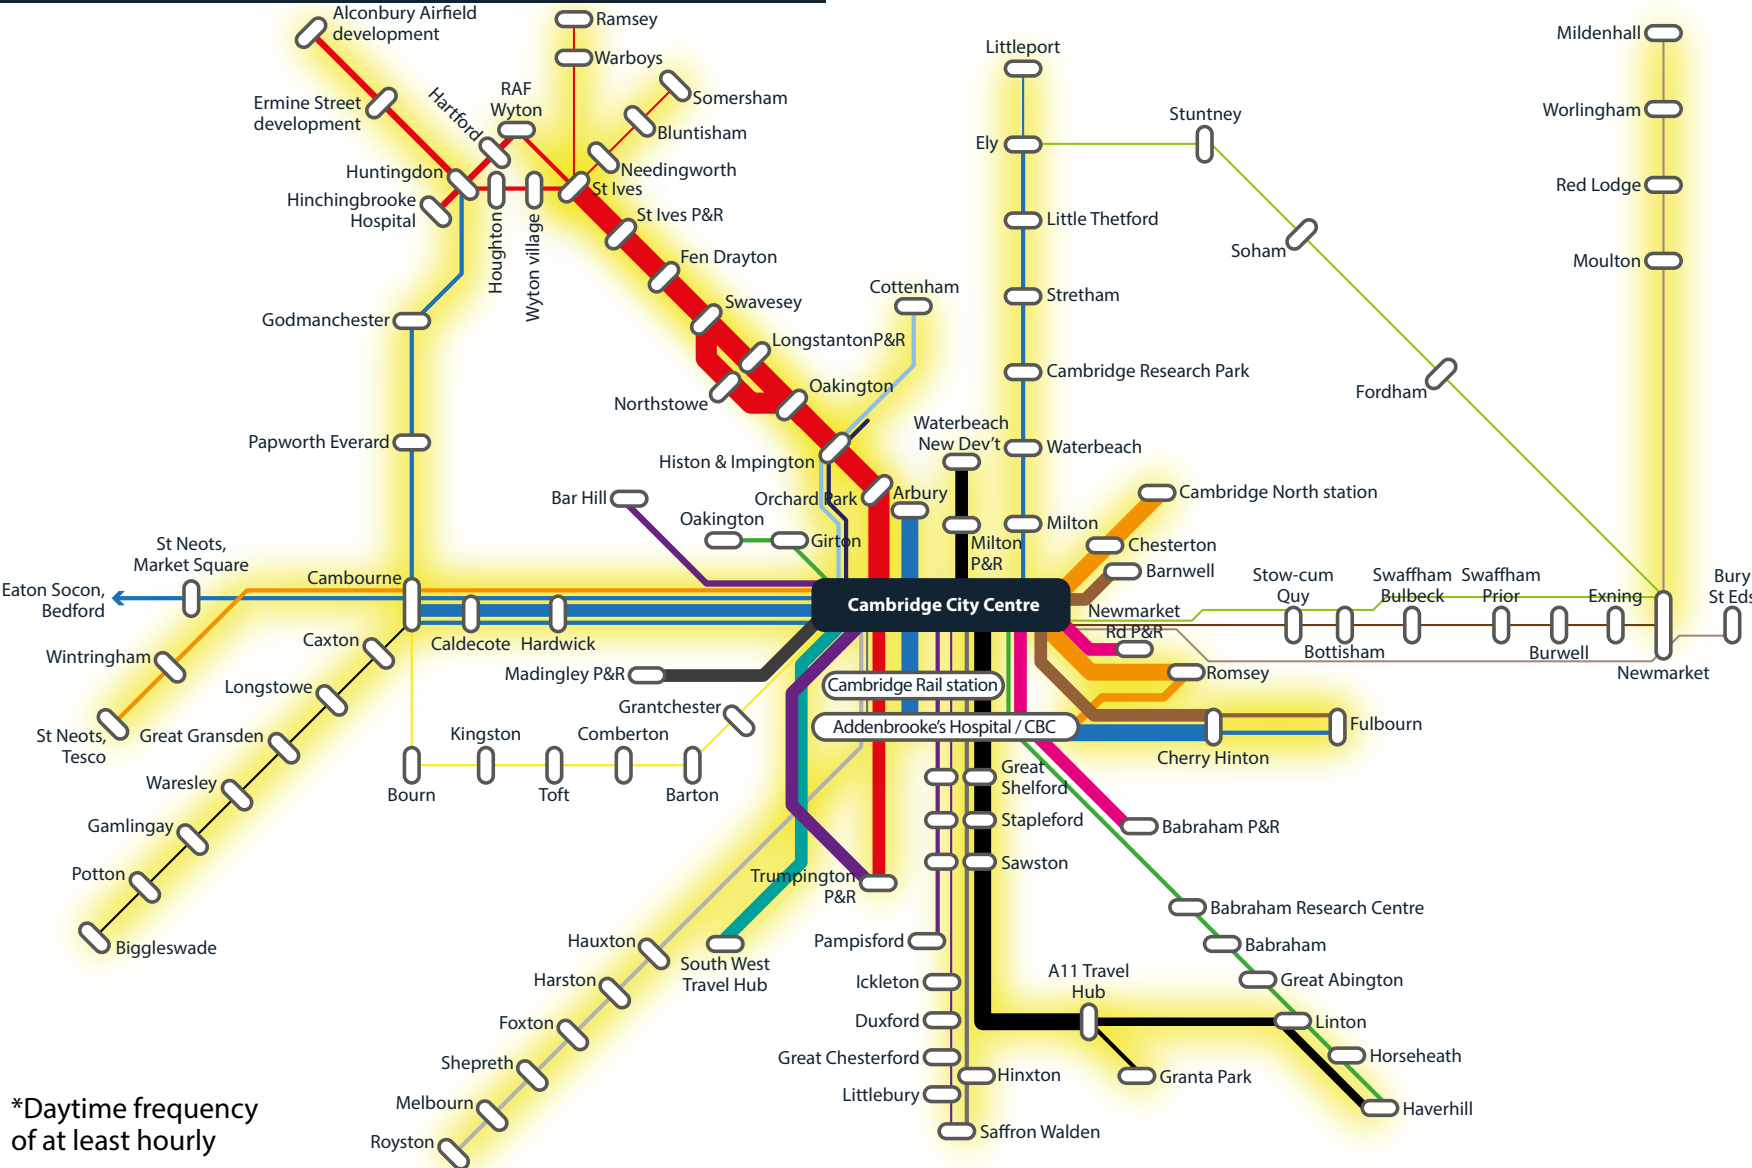 Alconbury Airfield
development
Ramsey
Warboys
Ermine Street
development
Hartford
RAF
Wyton
Somersham
Bluntisham
Needingworth
Huntingdon
Hinchingbrooke
Hospital
Houghton
Wyton village
St Ives
St Ives P&R
Fen Drayton
Swavesey
LongstantonP&R
Oakington
Northstowe
Godmanchester
Papworth Everard
Cottenham
Histon & Impington
Orchard Park
Arbury
Bar Hill
Oakington
Girton
Littleport
Ely
Little Thetford
Stretham
Cambridge Research Park
Waterbeach
New Dev't
Waterbeach
Milton
Milton
P&R
Stuntney
Soham
Fordham
Mildenhall
Worlingham
Red Lodge
Moulton
Cambridge North station
Chesterton
Barnwell
Newmarket
Rd P&R
Romsey
Stow-cum
Quy
Bottisham
Swaffham
Bulbeck
Swaffham
Prior
Burwell
Exning
Newmarket
Bury
St Eds
St Neots,
Market Square
Eaton Socon,
Bedford
Cambourne
Caldecote
Hardwick
Cambridge City Centre
Wintringham
St Neots,
Tesco
Caxton
Longstowe
Great Gransden
Waresley
Gamlingay
Potton
Biggleswade
Madingley P&R
Grantchester
Kingston
Comberton
Bourn
Toft
Barton
Cambridge Rail station
Addenbrooke's Hospital / CBC
Cherry Hinton
Fulbourn
Great
Shelford
Stapleford
Sawston
Babraham P&R
Trumpington
P&R
South West
Travel Hub
Hauxton
Harston
Foxton
Shepreth
Melbourn
Royston
Pampisford
Ickleton
Duxford
Great Chesterford
Littlebury
Hinxton
Saffron Walden
A11 Travel
Hub
Granta Park
Babraham Research Centre
Babraham
Great Abington
Linton
Horseheath
Haverhill
*Daytime frequency
of at least hourly